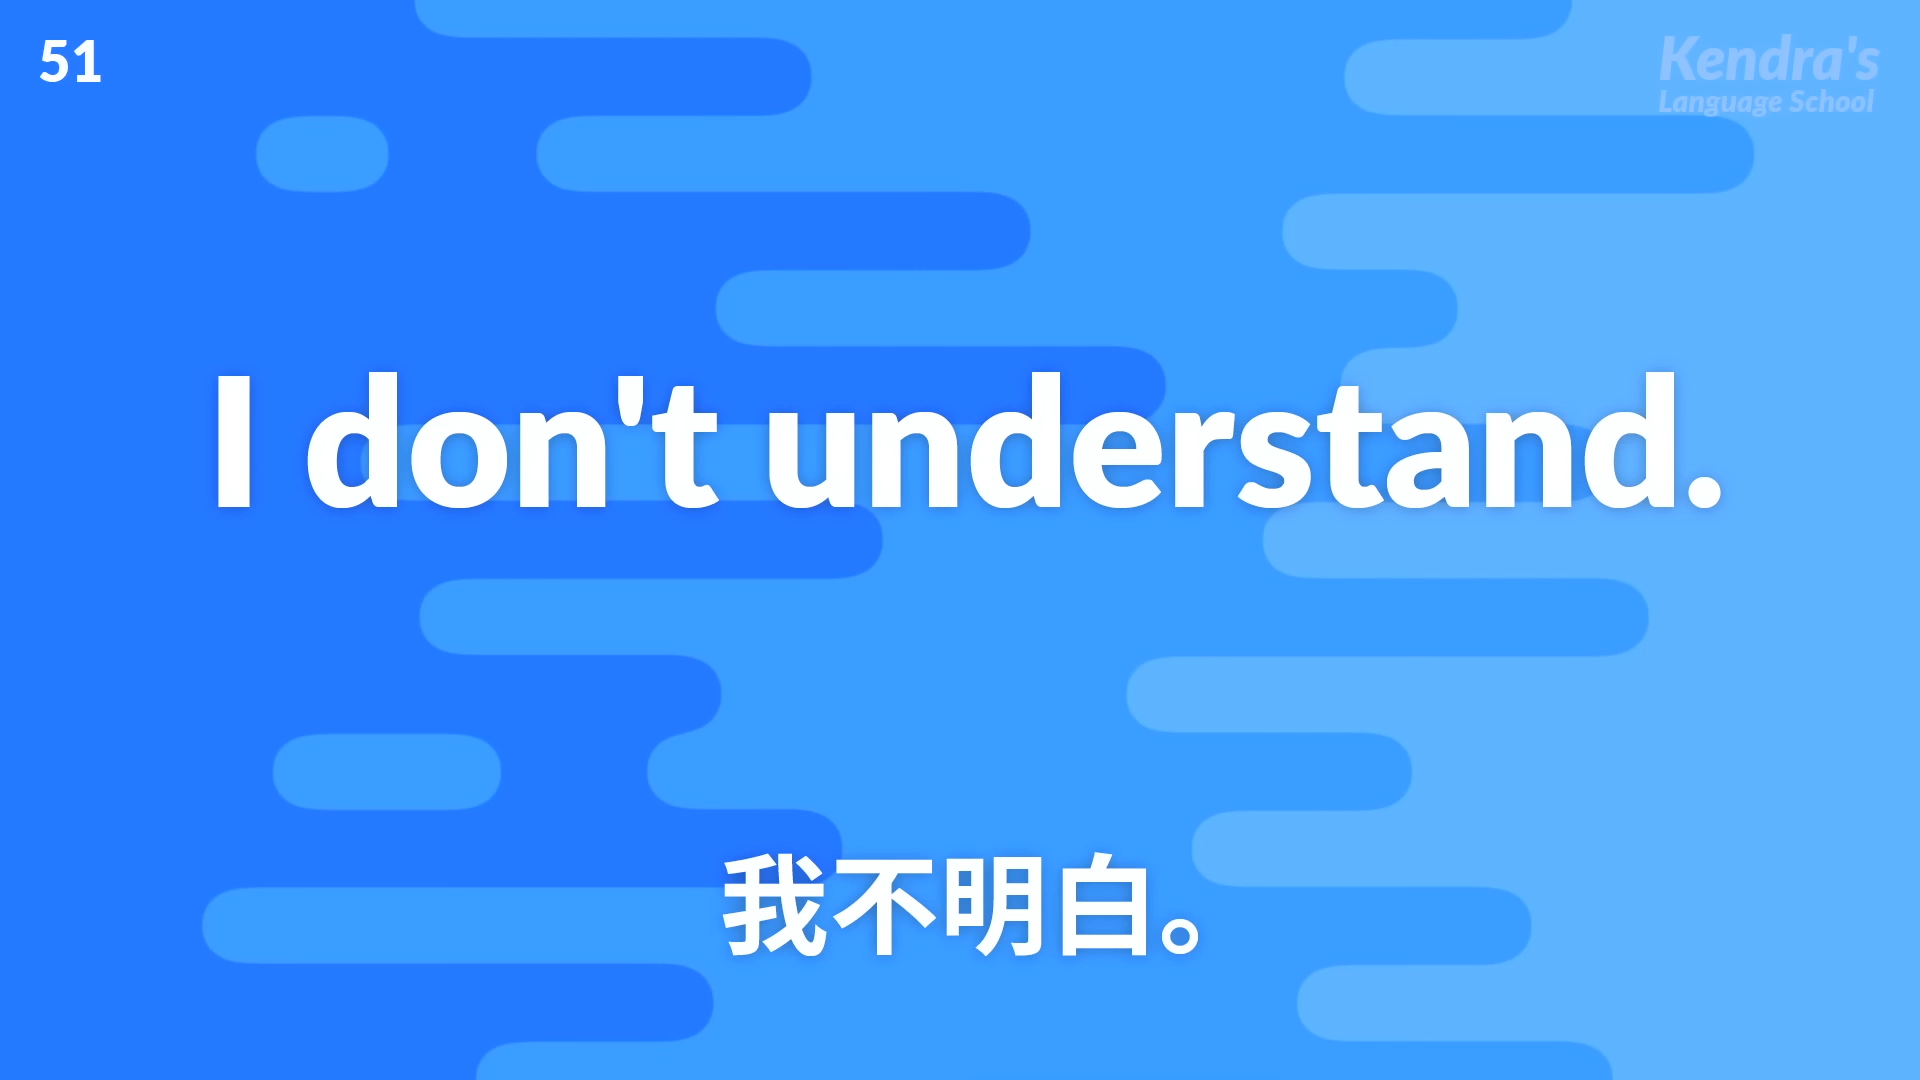 51
Kendra's
Language School
I don't understand.
我不明白。